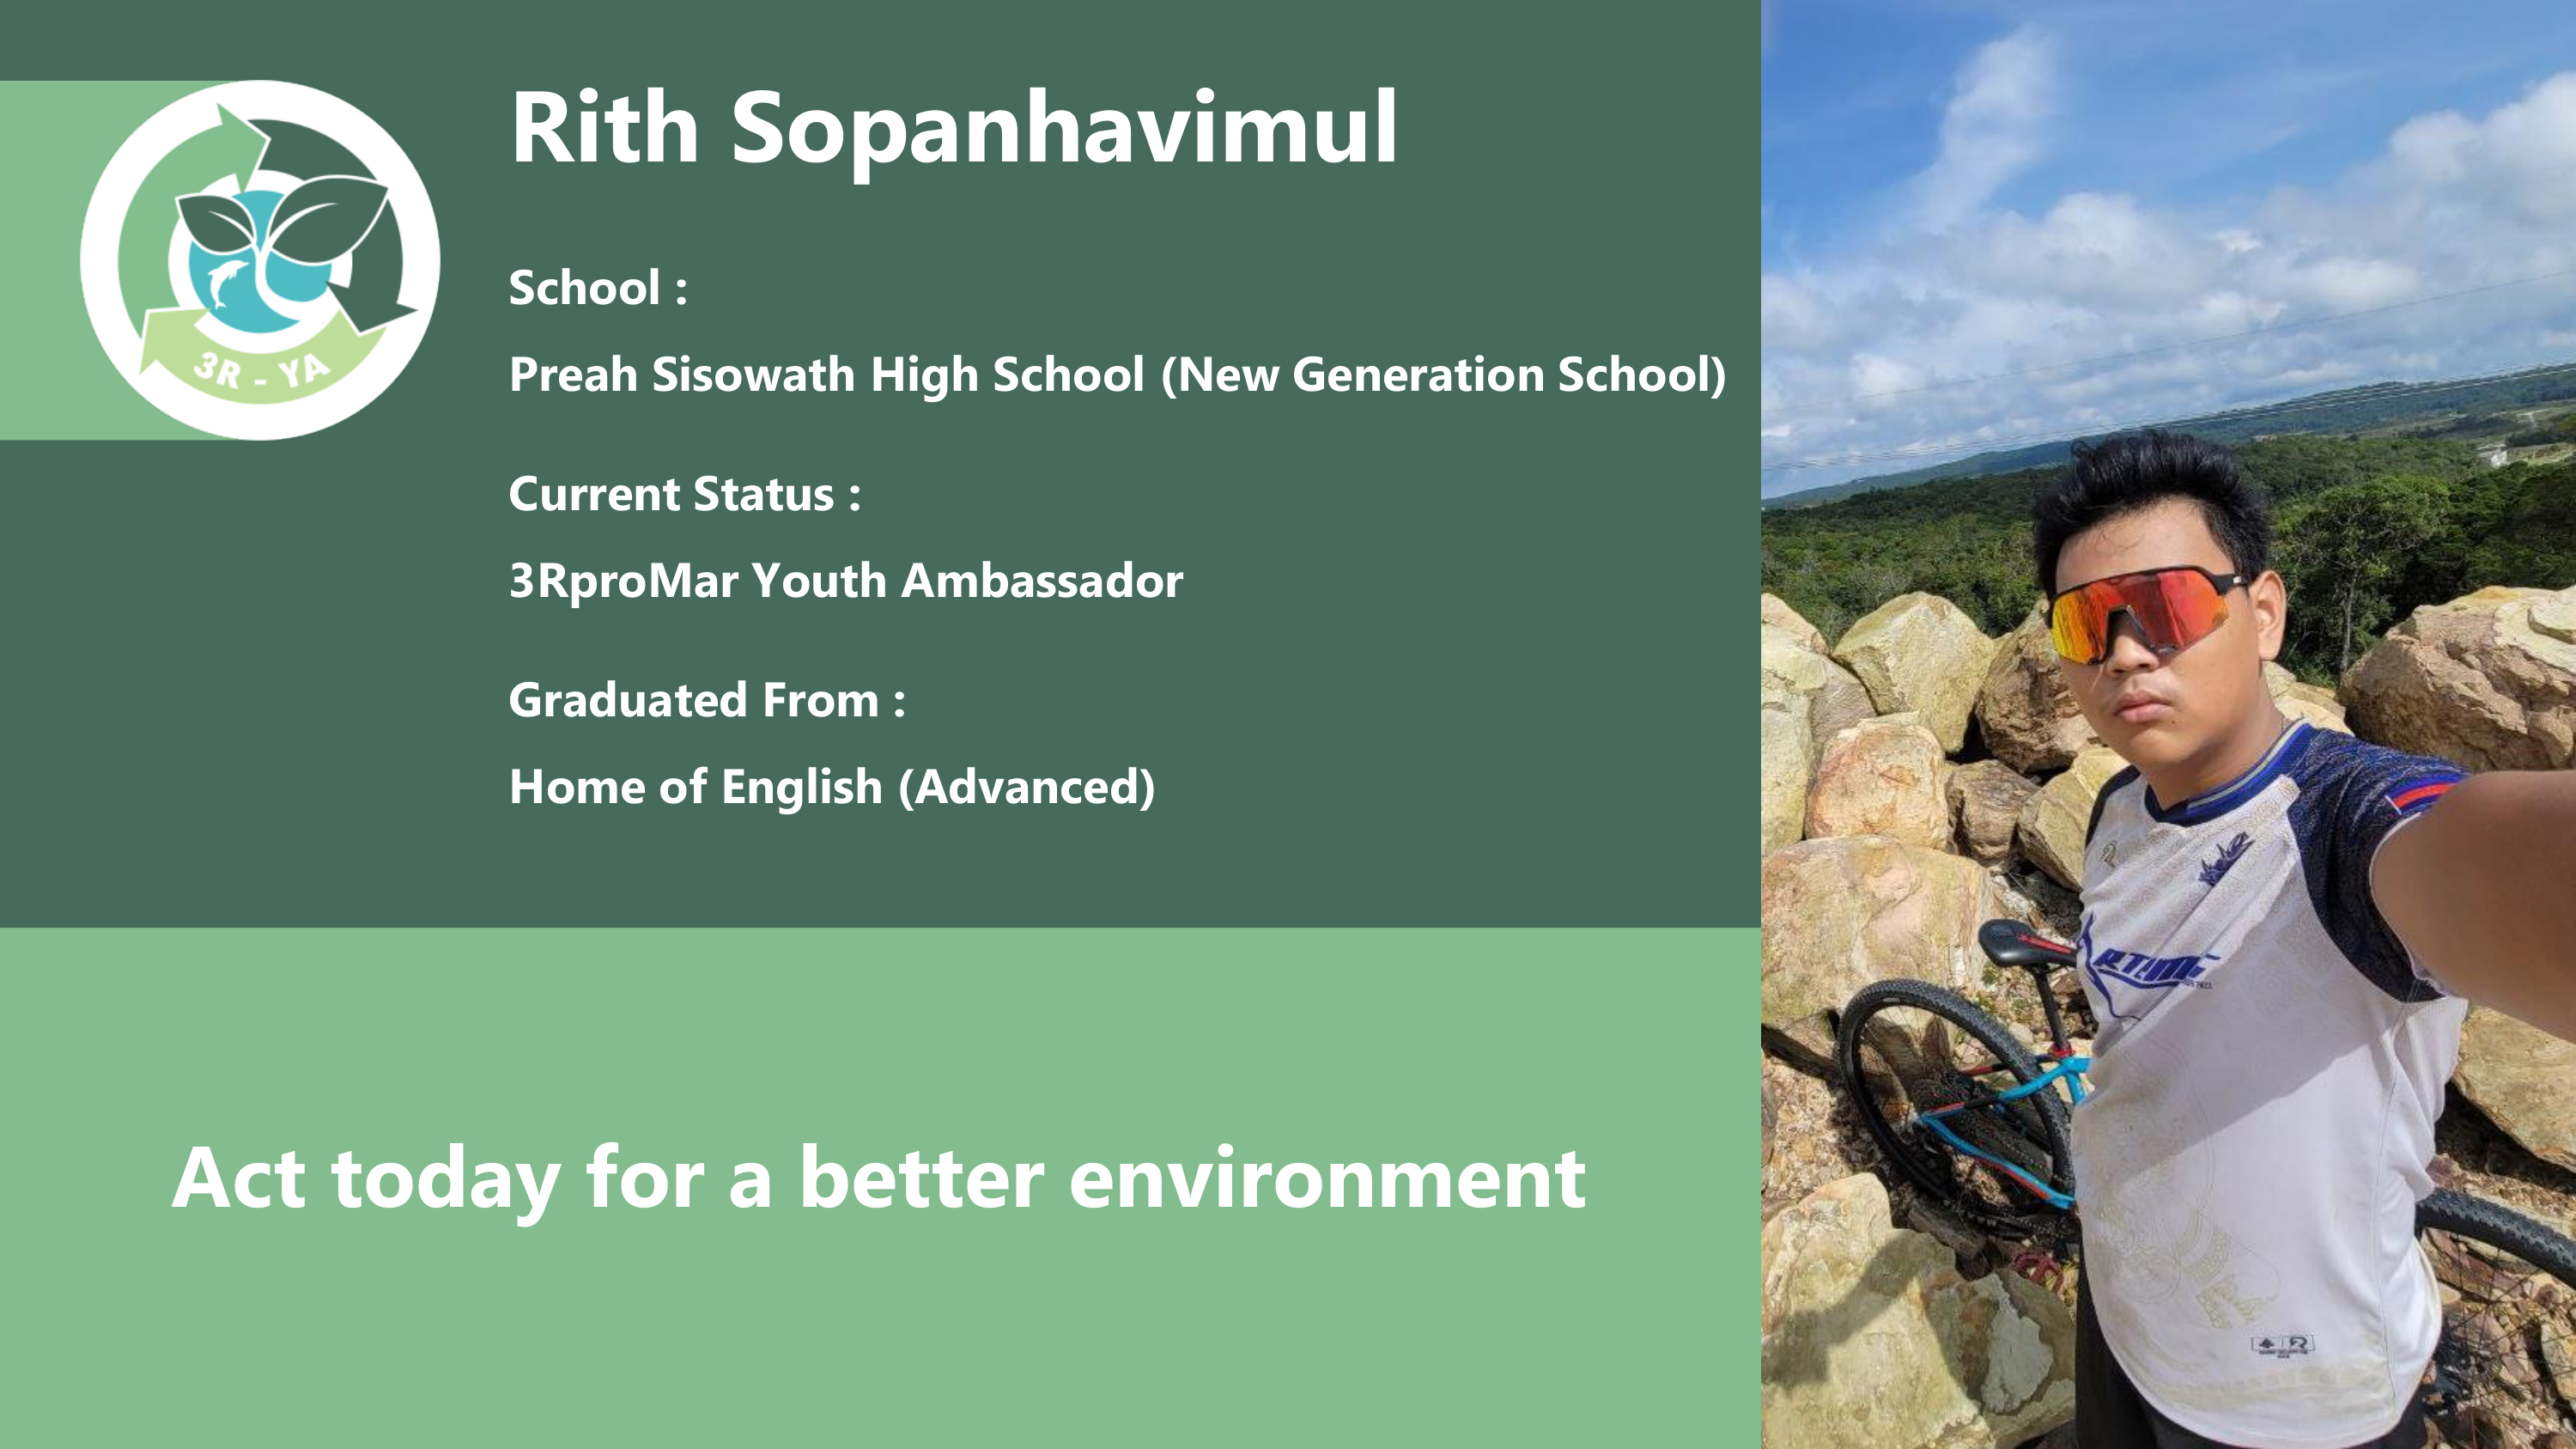 Rith Sopanhavimul
School :
Preah Sisowath High School (New Generation School)
Current Status :
3RproMar Youth Ambassador
Graduated From :
Home of English (Advanced)
Act today for a better environment
3R - YA